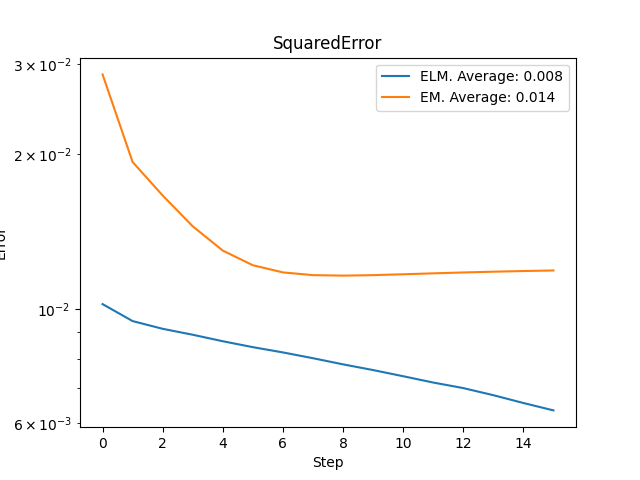 SquaredError
ELM. Average: 0.008
EM. Average: 0.014
3 × 10⁻²
2 × 10⁻²
10⁻²
6 × 10⁻³
Error
0 2 4 6 8 10 12 14
Step